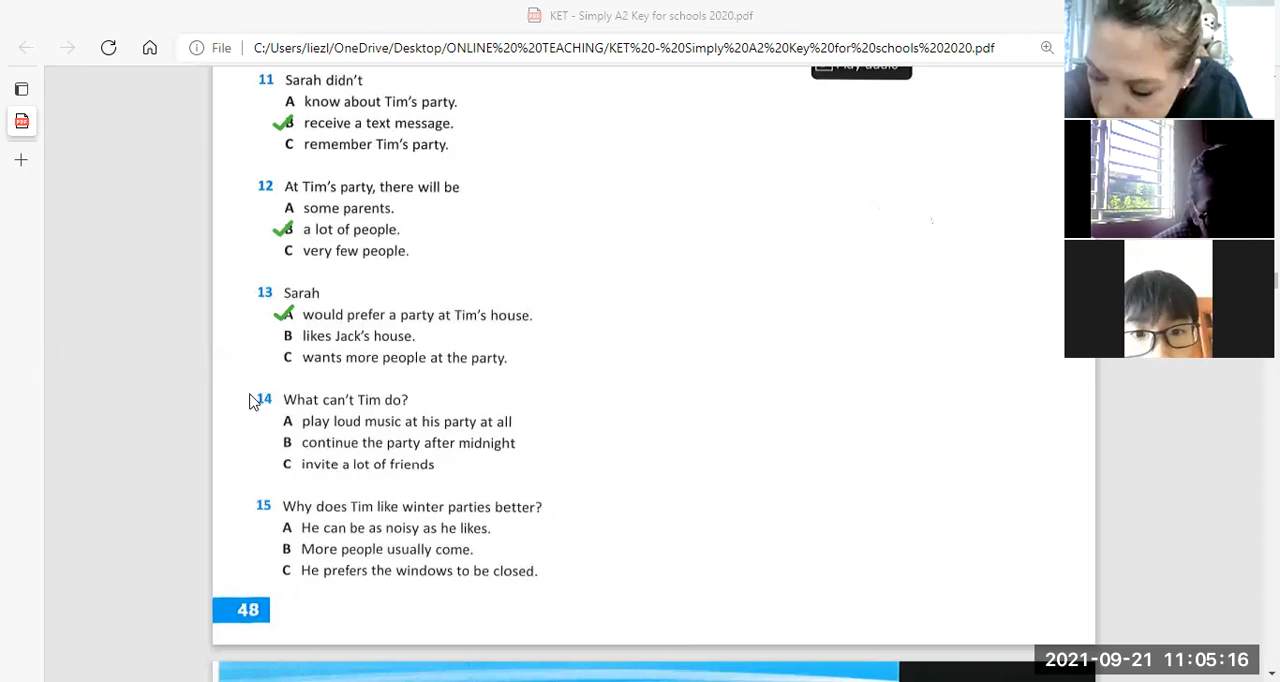 KET - Simply A2 Key for schools 2020.pdf
File C:/Users/liezl/OneDrive/Desktop/ONLINE%20%20TEACHING/KET%20-%20Simply%20A2%20Key%20for%20schools%202020.pdf
11 Sarah didn't
A know about Tim's party.
B receive a text message.
C remember Tim's party.
12 At Tim's party, there will be
A some parents.
B a lot of people.
C very few people.
13 Sarah
A would prefer a party at Tim's house.
B likes Jack's house.
C wants more people at the party.
14 What can't Tim do?
A play loud music at his party at all
B continue the party after midnight
C invite a lot of friends
15 Why does Tim like winter parties better?
A He can be as noisy as he likes.
B More people usually come.
C He prefers the windows to be closed.
48
2021-09-21 11:05:16